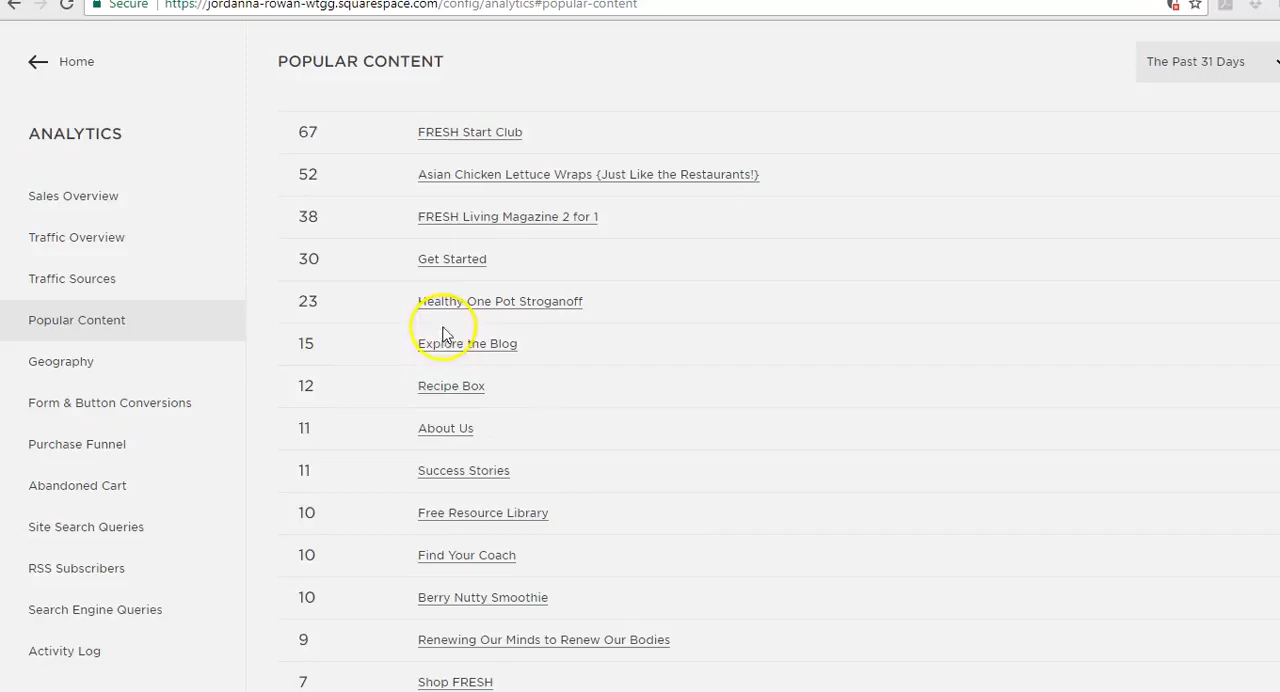 Secure https://jordanna-rowan-wtgg.squarespace.com/config/analytics#popular-content
Home
POPULAR CONTENT
The Past 31 Days
ANALYTICS
Sales Overview
Traffic Overview
Traffic Sources
Popular Content
Geography
Form & Button Conversions
Purchase Funnel
Abandoned Cart
Site Search Queries
RSS Subscribers
Search Engine Queries
Activity Log
67 FRESH Start Club
52 Asian Chicken Lettuce Wraps {Just Like the Restaurants!}
38 FRESH Living Magazine 2 for 1
30 Get Started
23 Healthy One Pot Stroganoff
15 Explore the Blog
12 Recipe Box
11 About Us
11 Success Stories
10 Free Resource Library
10 Find Your Coach
10 Berry Nutty Smoothie
9 Renewing Our Minds to Renew Our Bodies
7 Shop FRESH